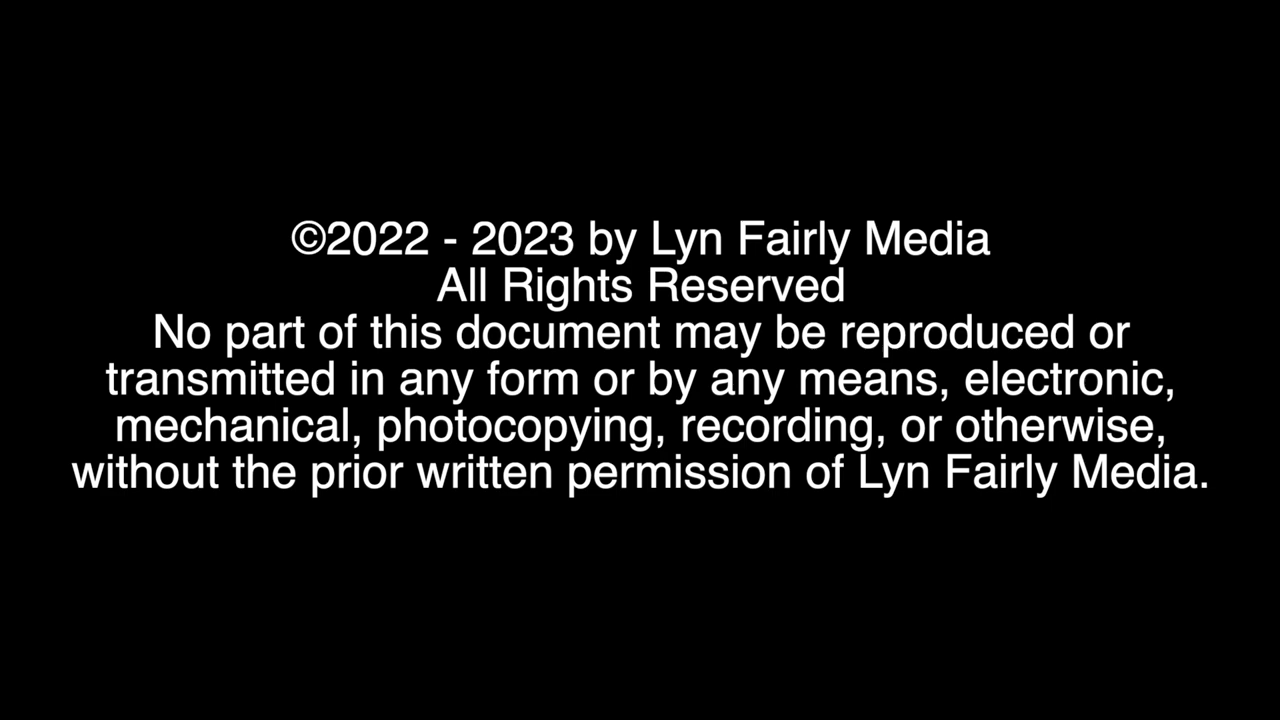 ©2022 - 2023 by Lyn Fairly Media
All Rights Reserved
No part of this document may be reproduced or
transmitted in any form or by any means, electronic,
mechanical, photocopying, recording, or otherwise,
without the prior written permission of Lyn Fairly Media.